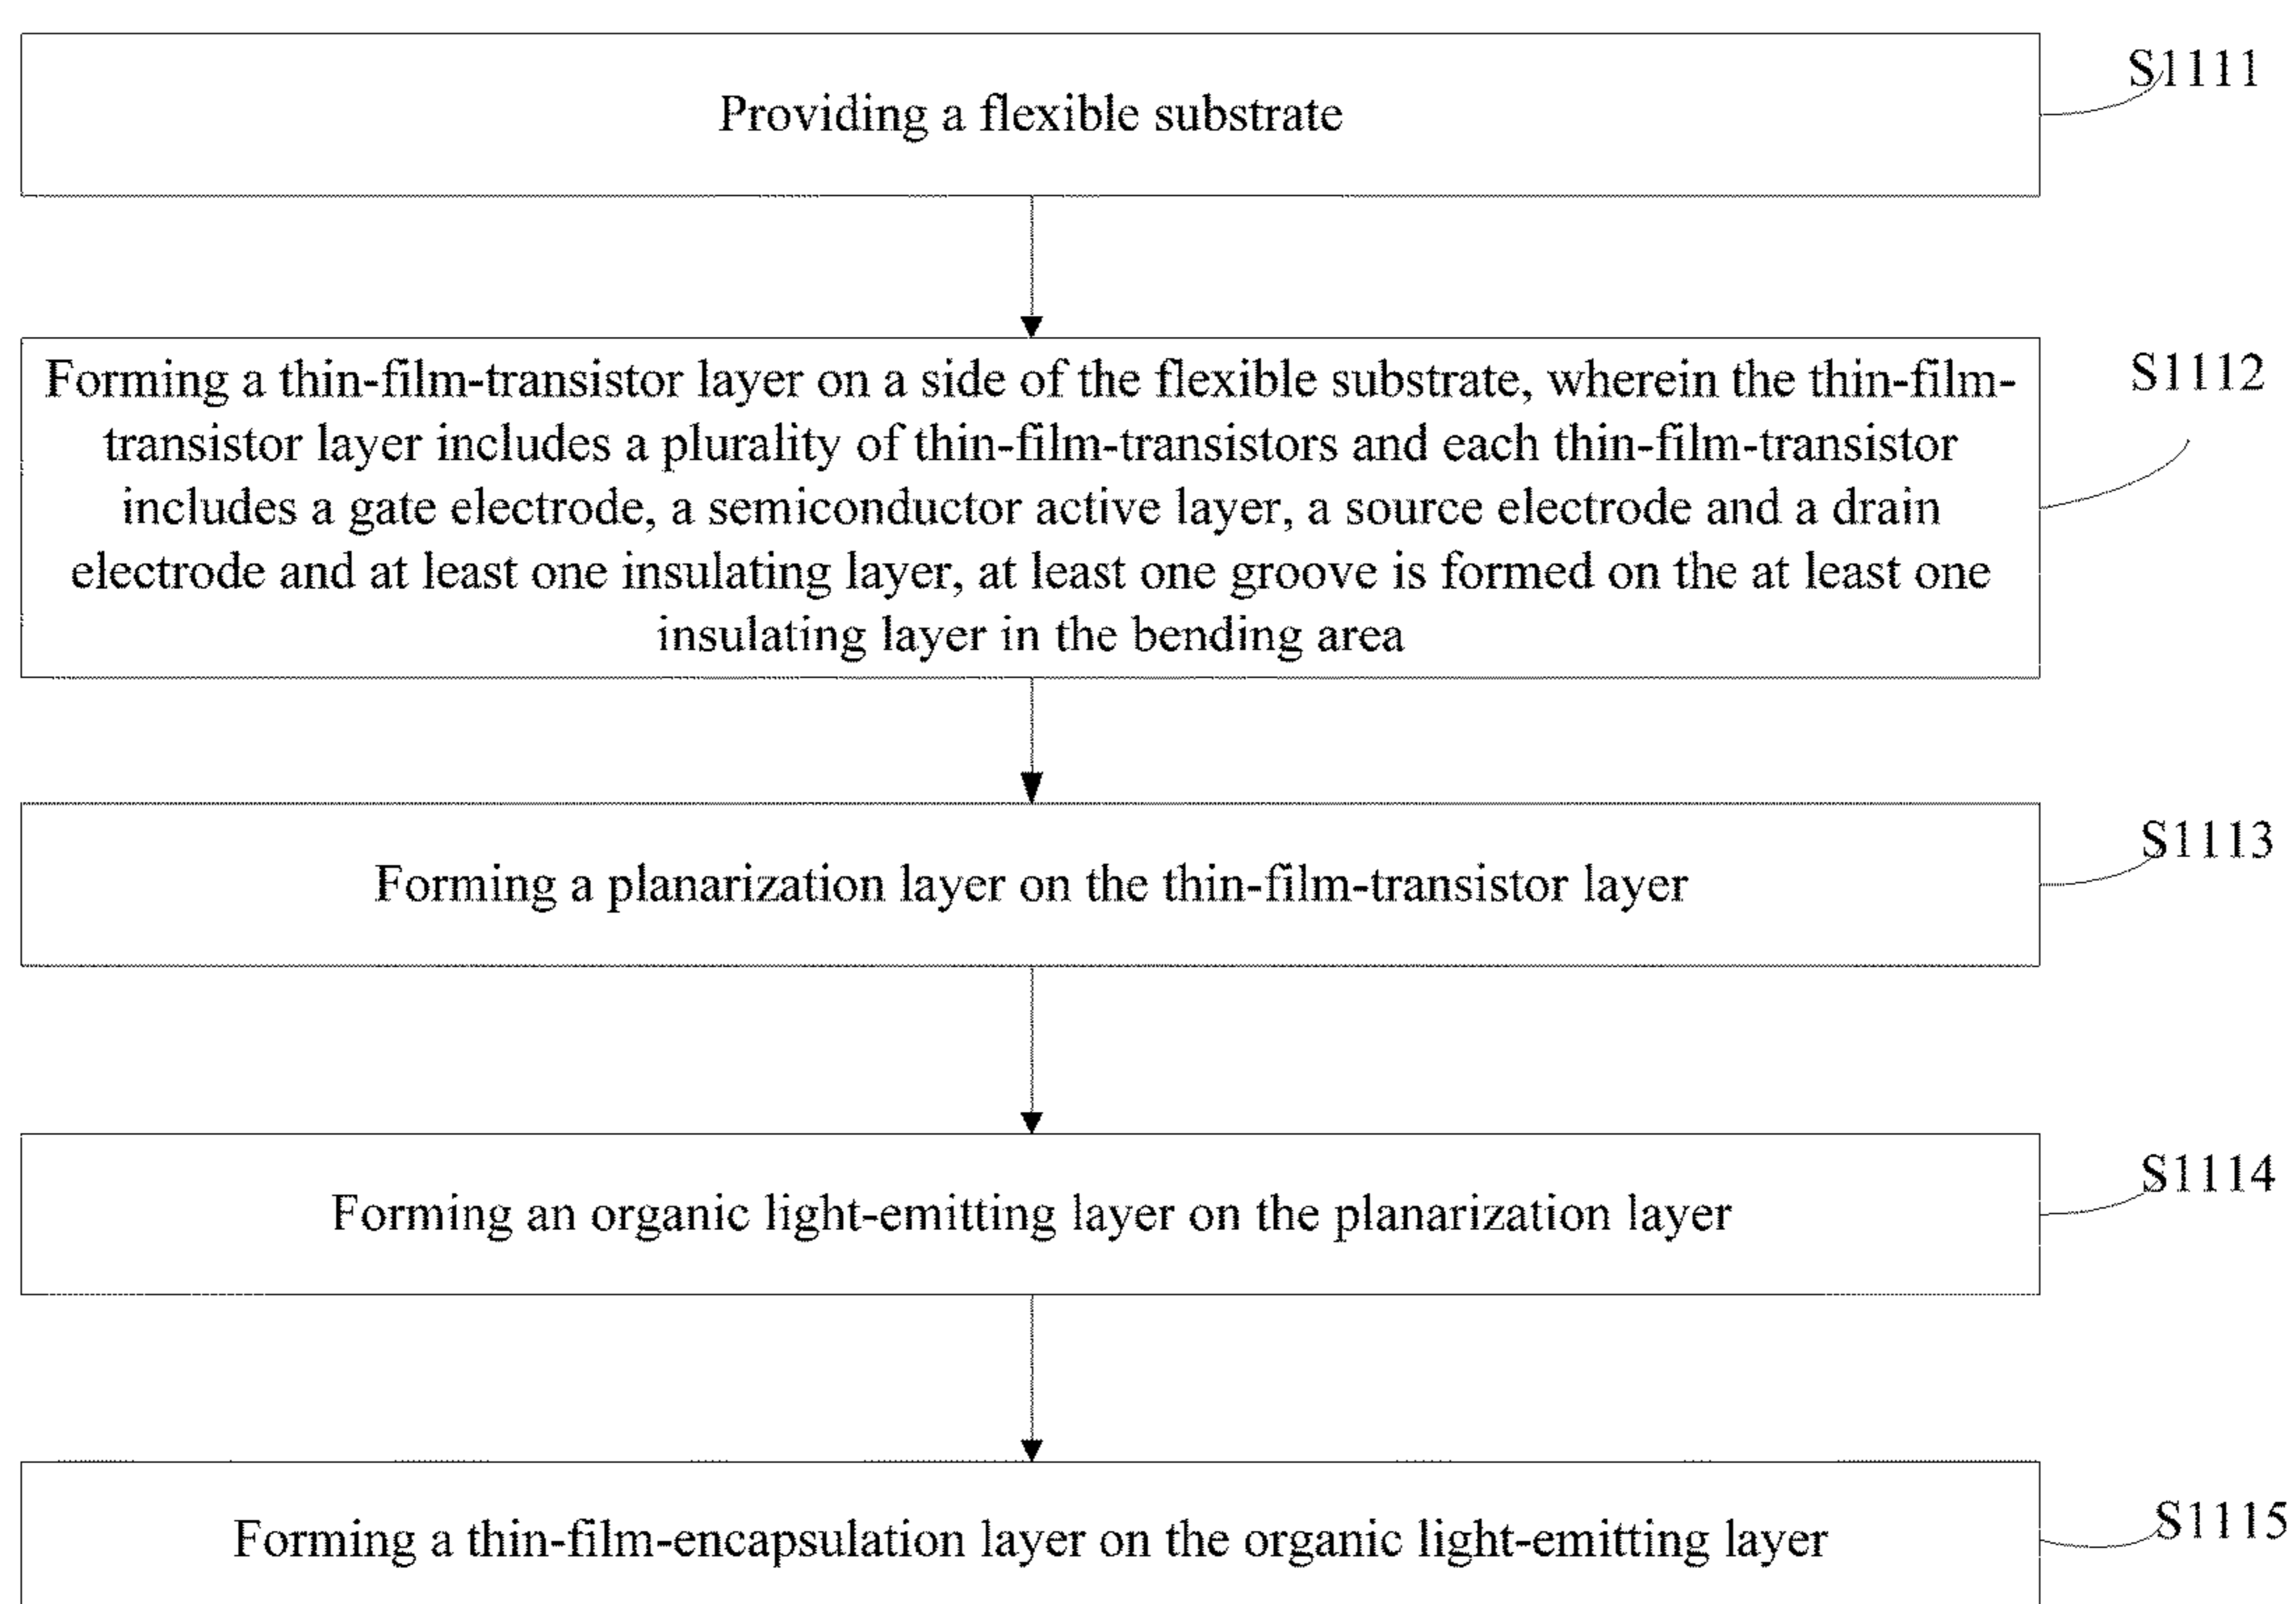 Providing a flexible substrate
S1111
Forming a thin-film-transistor layer on a side of the flexible substrate, wherein the thin-film-
transistor layer includes a plurality of thin-film-transistors and each thin-film-transistor
includes a gate electrode, a semiconductor active layer, a source electrode and a drain
electrode and at least one insulating layer, at least one groove is formed on the at least one
insulating layer in the bending area
S1112
Forming a planarization layer on the thin-film-transistor layer
S1113
Forming an organic light-emitting layer on the planarization layer
S1114
Forming a thin-film-encapsulation layer on the organic light-emitting layer
S1115